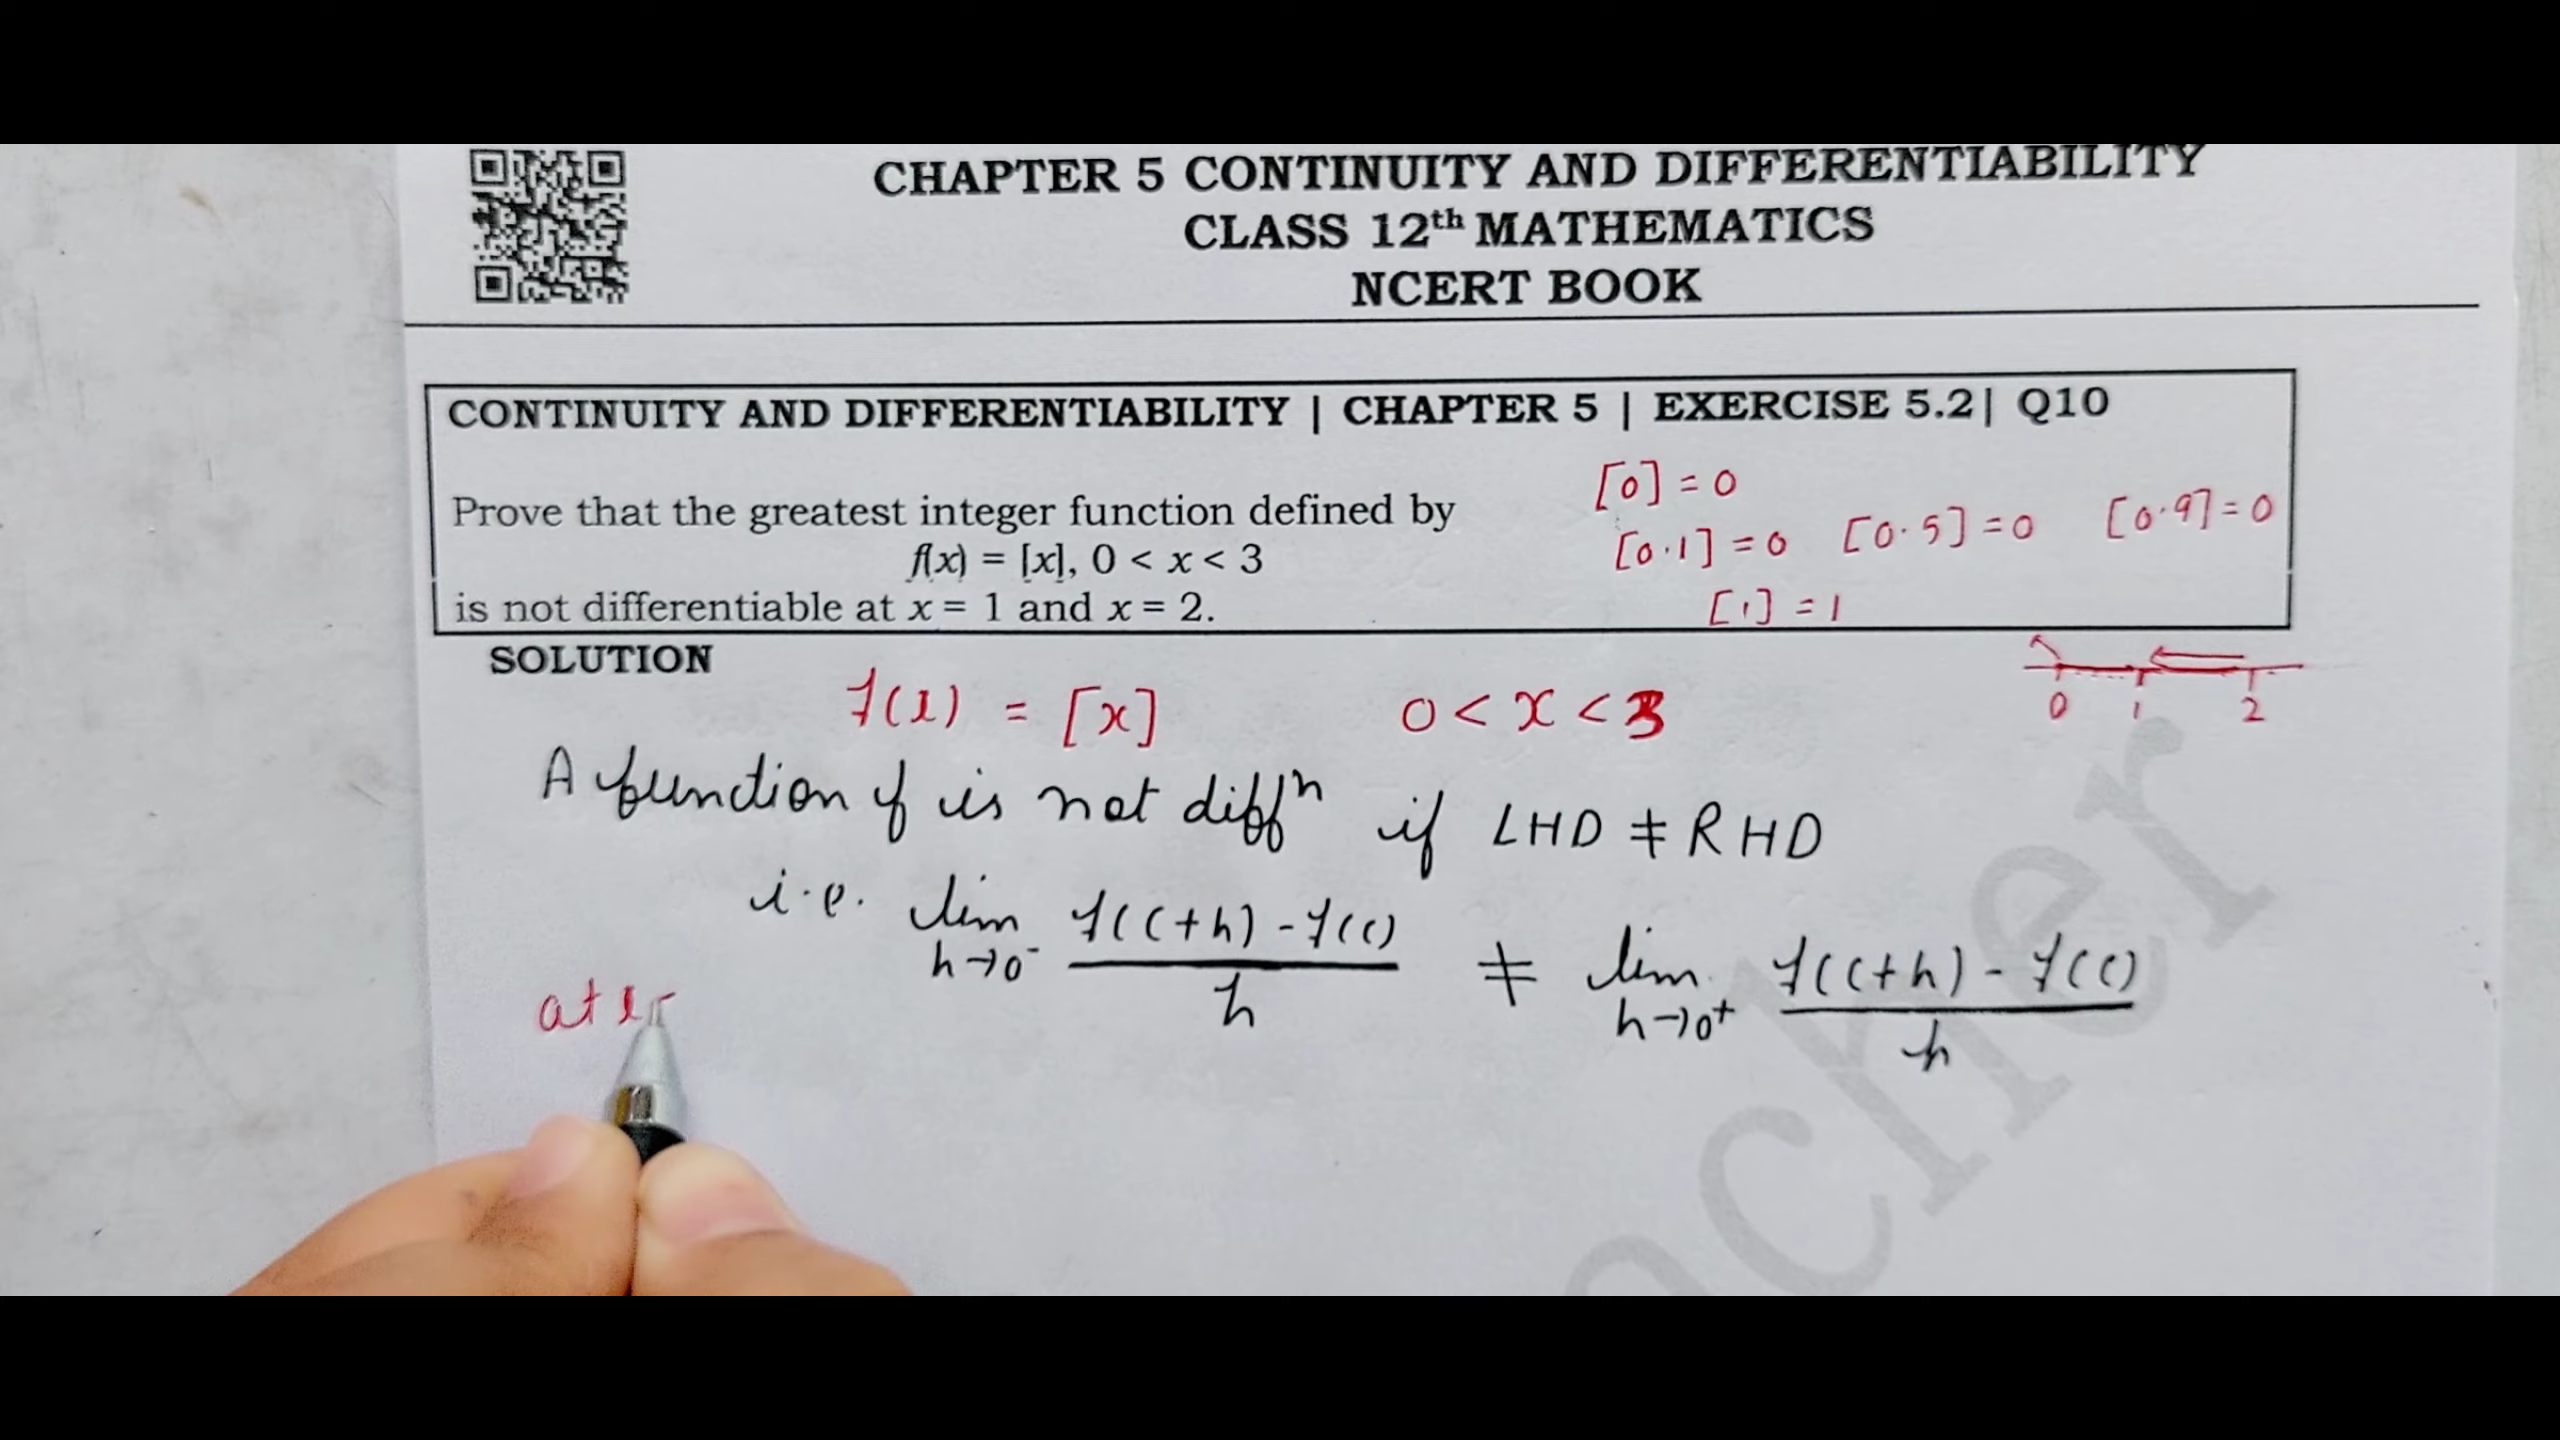 CHAPTER 5 CONTINUITY AND DIFFERENTIABILITY
CLASS 12th MATHEMATICS
NCERT BOOK
CONTINUITY AND DIFFERENTIABILITY | CHAPTER 5 | EXERCISE 5.2| Q10
[0] = 0
Prove that the greatest integer function defined by
[0.1] = 0 [0.5] = 0 [0.9] = 0
f(x) = [x], 0 < x < 3
is not differentiable at x = 1 and x = 2.
[1] = 1
SOLUTION
f(x) = [x] 0 < x < 3
0 1 2
A function f is not diffn if LHD ≠ RHD
i.e. lim h→0- f(c+h) - f(c) / h ≠ lim h→0+ f(c+h) - f(c) / h
at x
cher